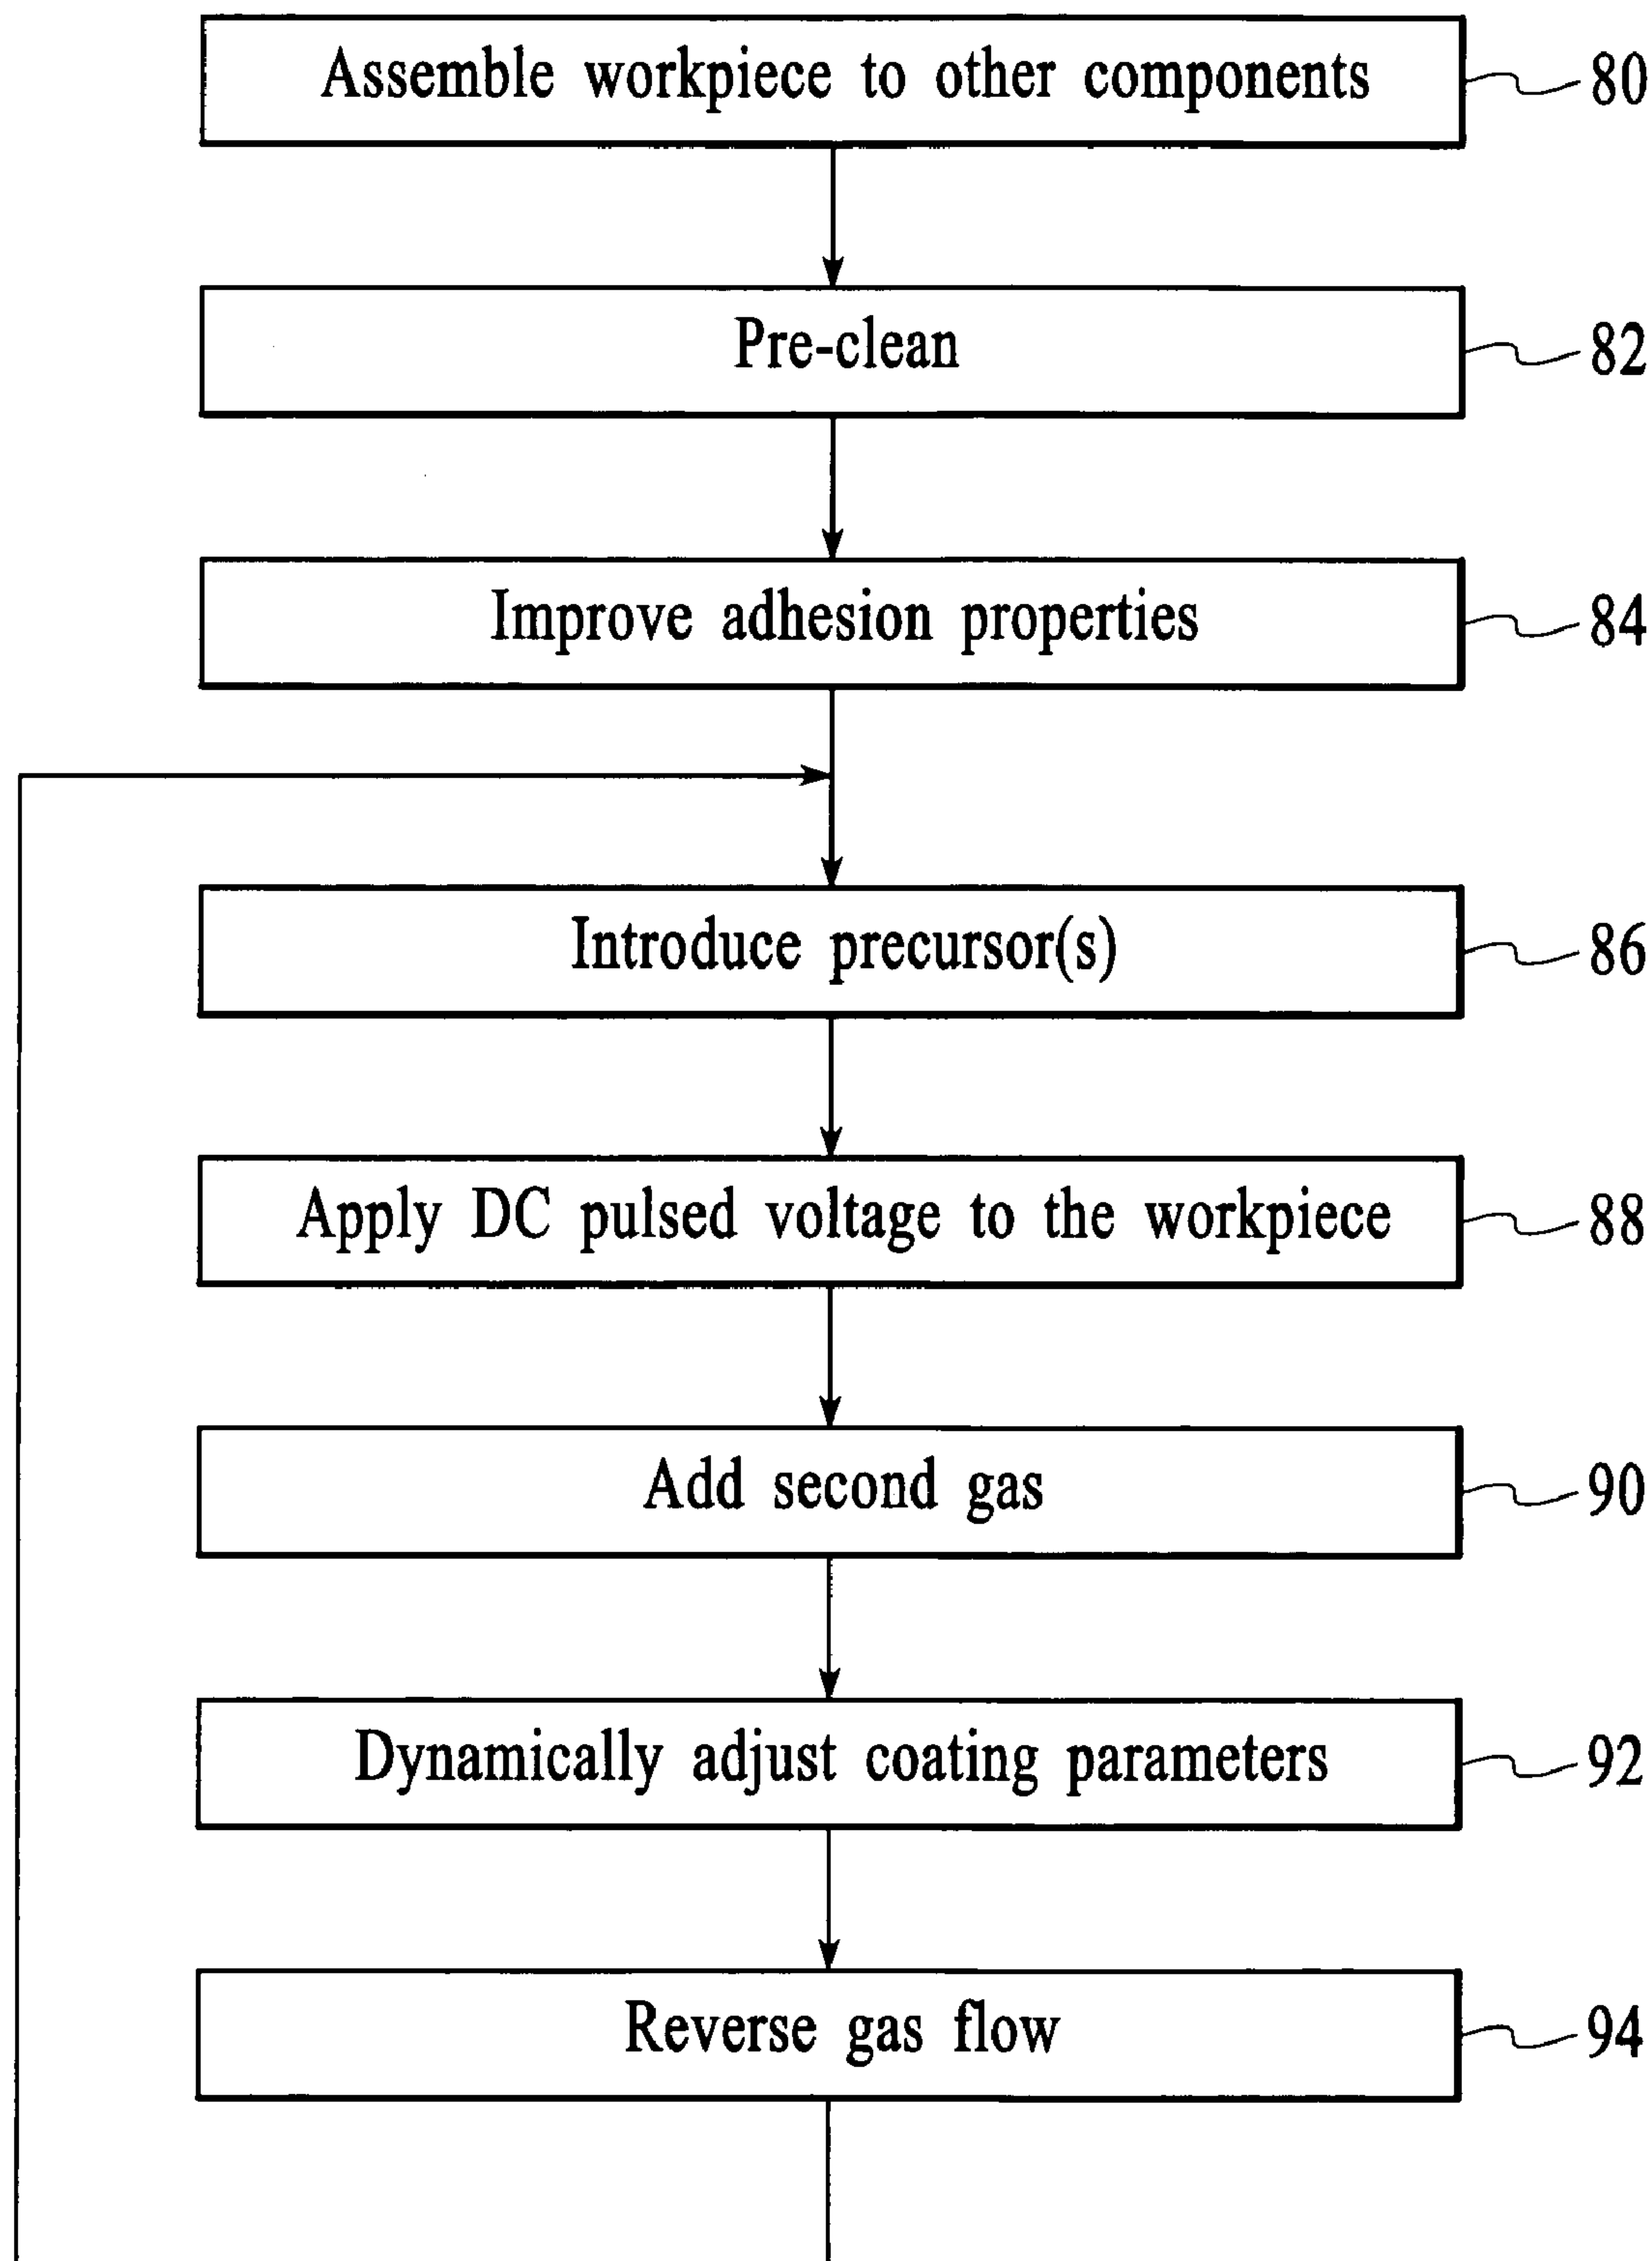 Assemble workpiece to other components 80
Pre-clean 82
Improve adhesion properties 84
Introduce precursor(s) 86
Apply DC pulsed voltage to the workpiece 88
Add second gas 90
Dynamically adjust coating parameters 92
Reverse gas flow 94